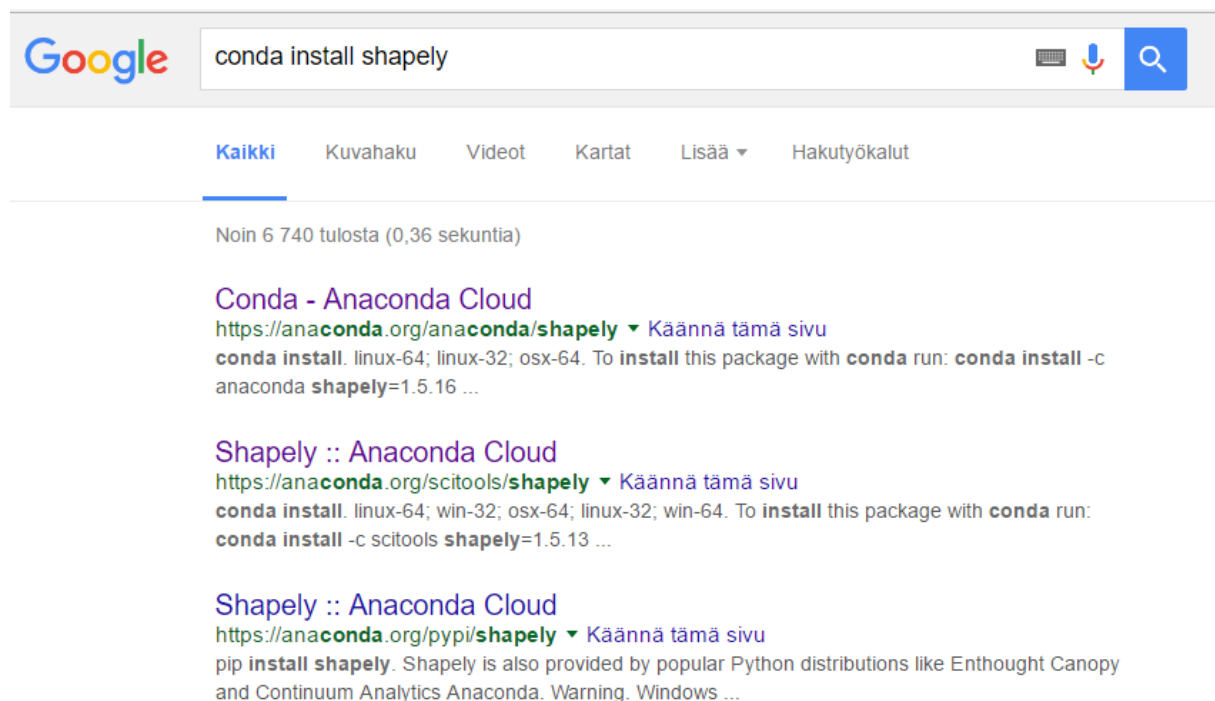 Google
conda install shapely
Kaikki Kuvahaku Videot Kartat Lisää Hakutyökalut
Noin 6 740 tulosta (0,36 sekuntia)
Conda - Anaconda Cloud
https://anaconda.org/anaconda/shapely Käännä tämä sivu
conda install. linux-64; linux-32; osx-64. To install this package with conda run: conda install -c
anaconda shapely=1.5.16 ...
Shapely :: Anaconda Cloud
https://anaconda.org/scitools/shapely Käännä tämä sivu
conda install. linux-64; win-32; osx-64; linux-32; win-64. To install this package with conda run:
conda install -c scitools shapely=1.5.13 ...
Shapely :: Anaconda Cloud
https://anaconda.org/pypi/shapely Käännä tämä sivu
pip install shapely. Shapely is also provided by popular Python distributions like Enthought Canopy
and Continuum Analytics Anaconda. Warning. Windows ...